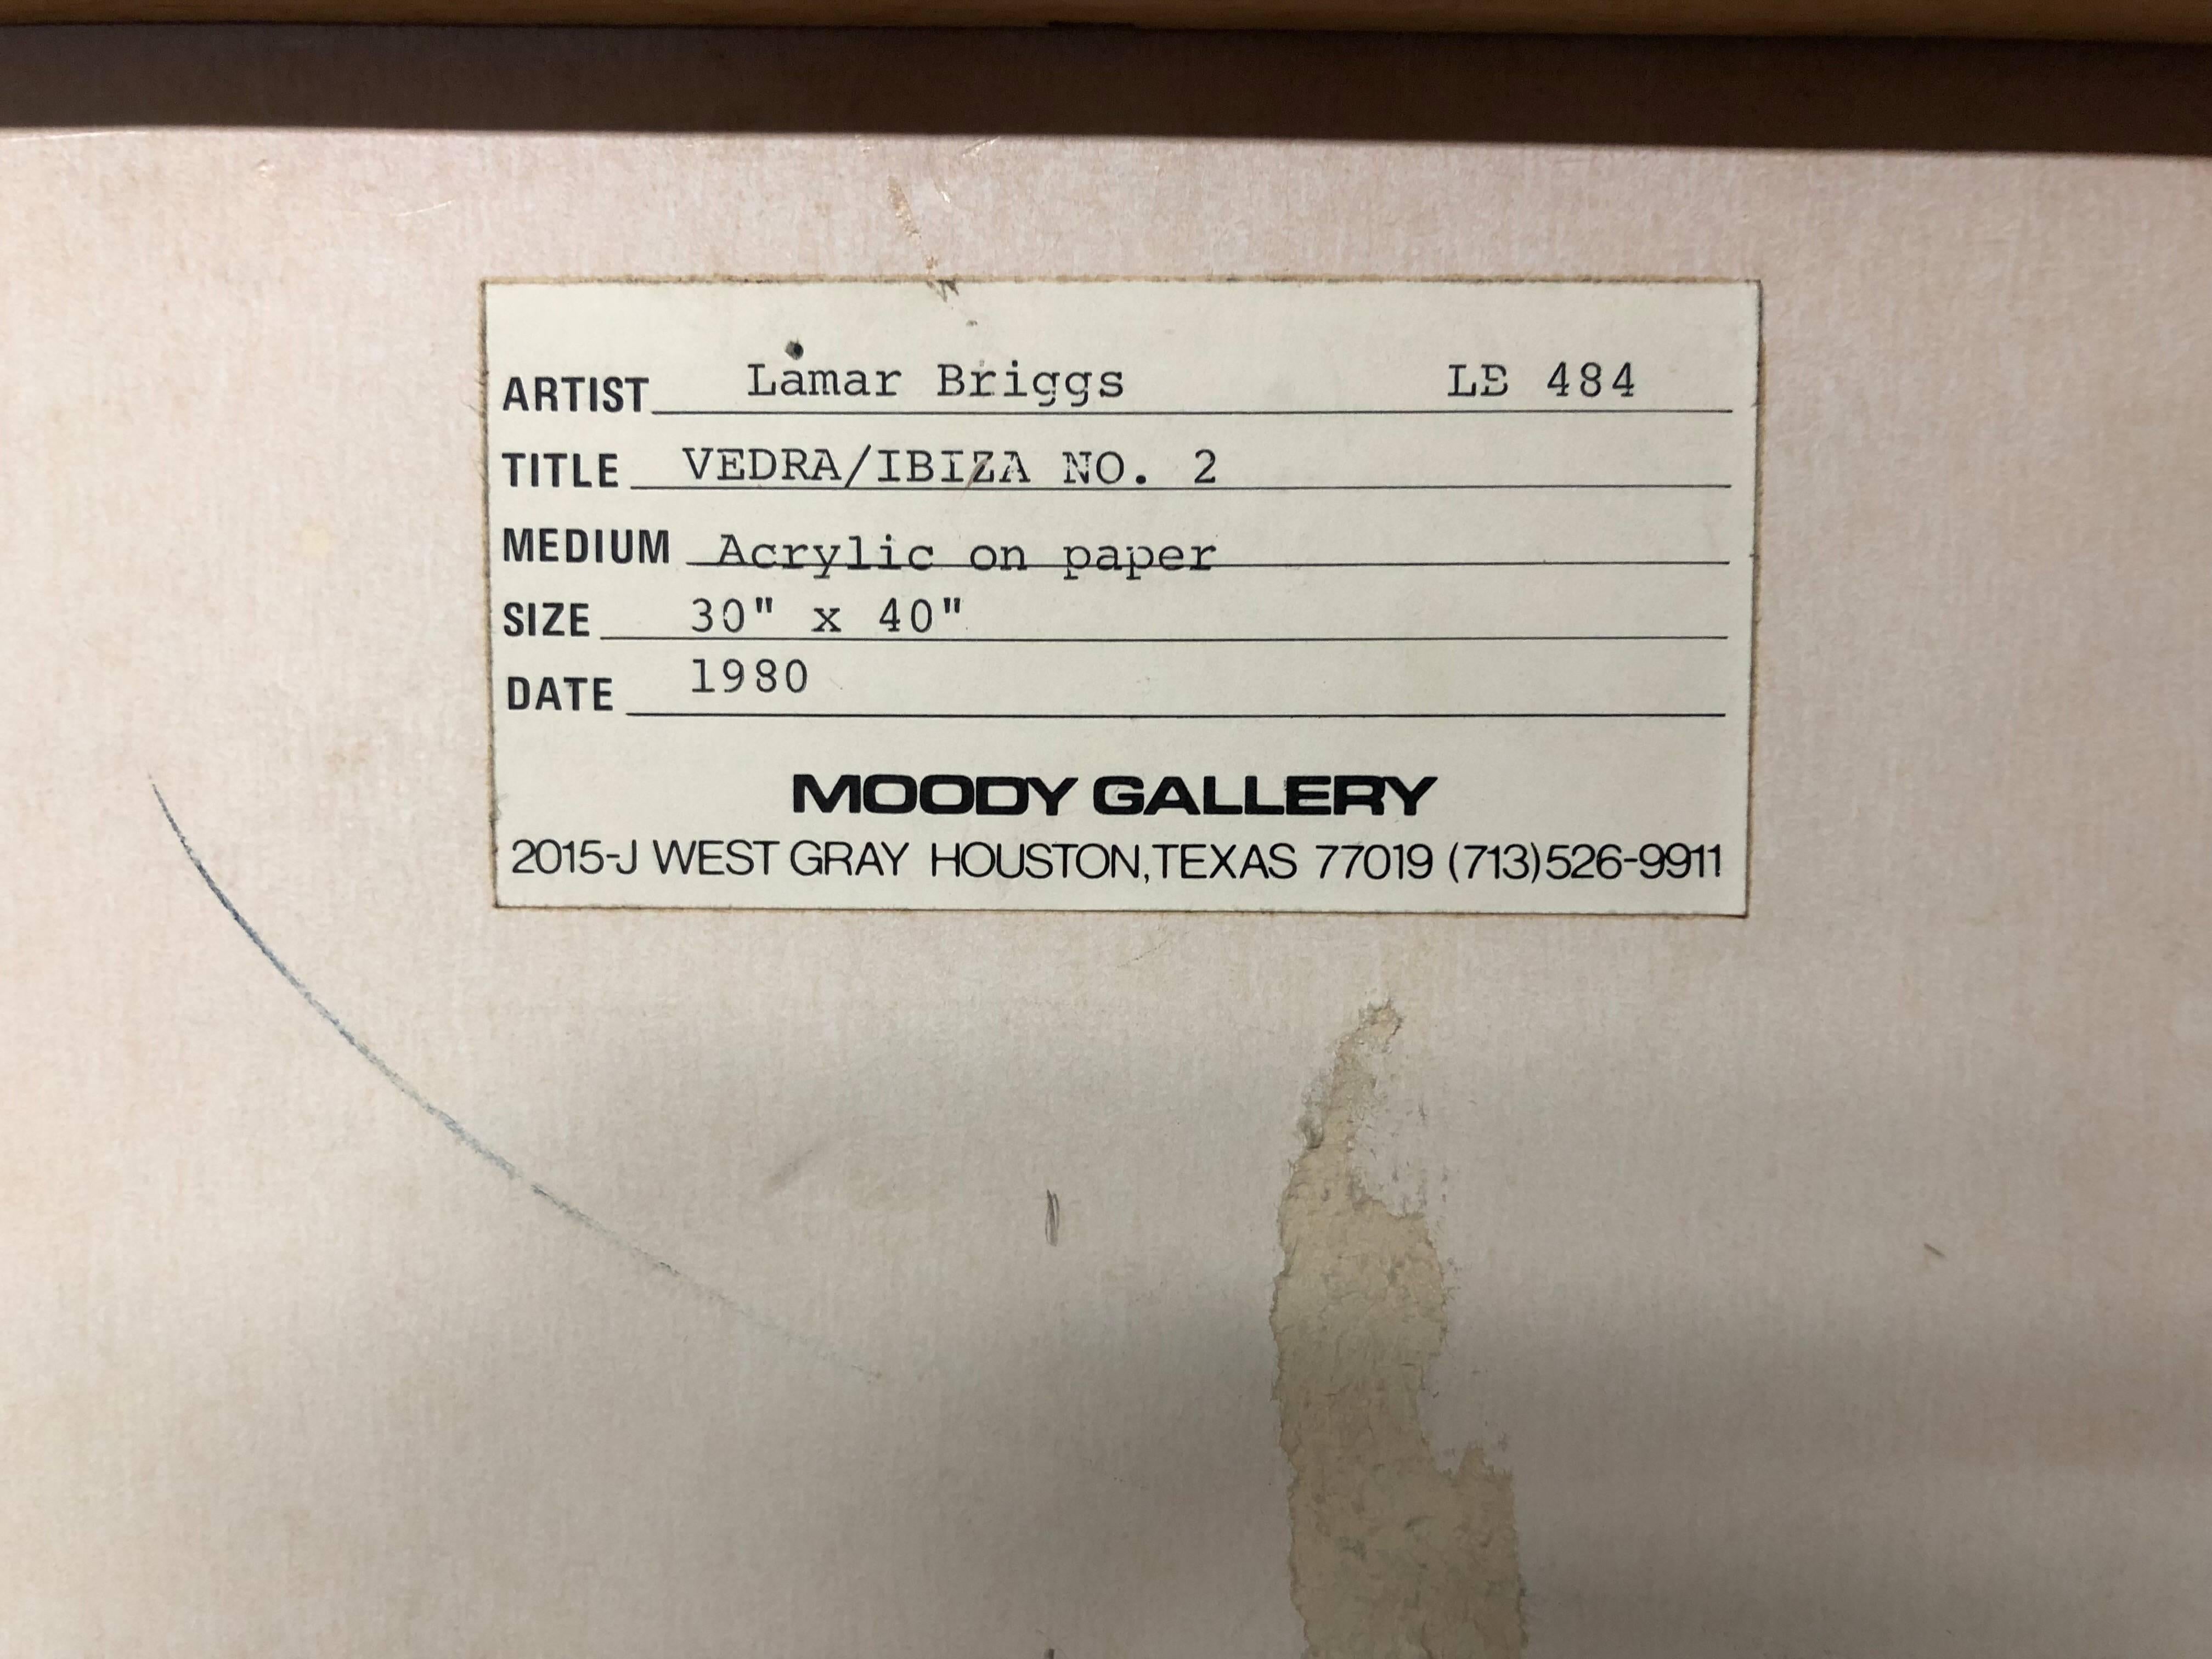 ARTIST Lamar Briggs LB 484
TITLE VEDRA/IBIZA NO. 2
MEDIUM Acrylic on paper
SIZE 30" x 40"
DATE 1980
MOODY GALLERY
2015-J WEST GRAY HOUSTON, TEXAS 77019 (713)526-9911